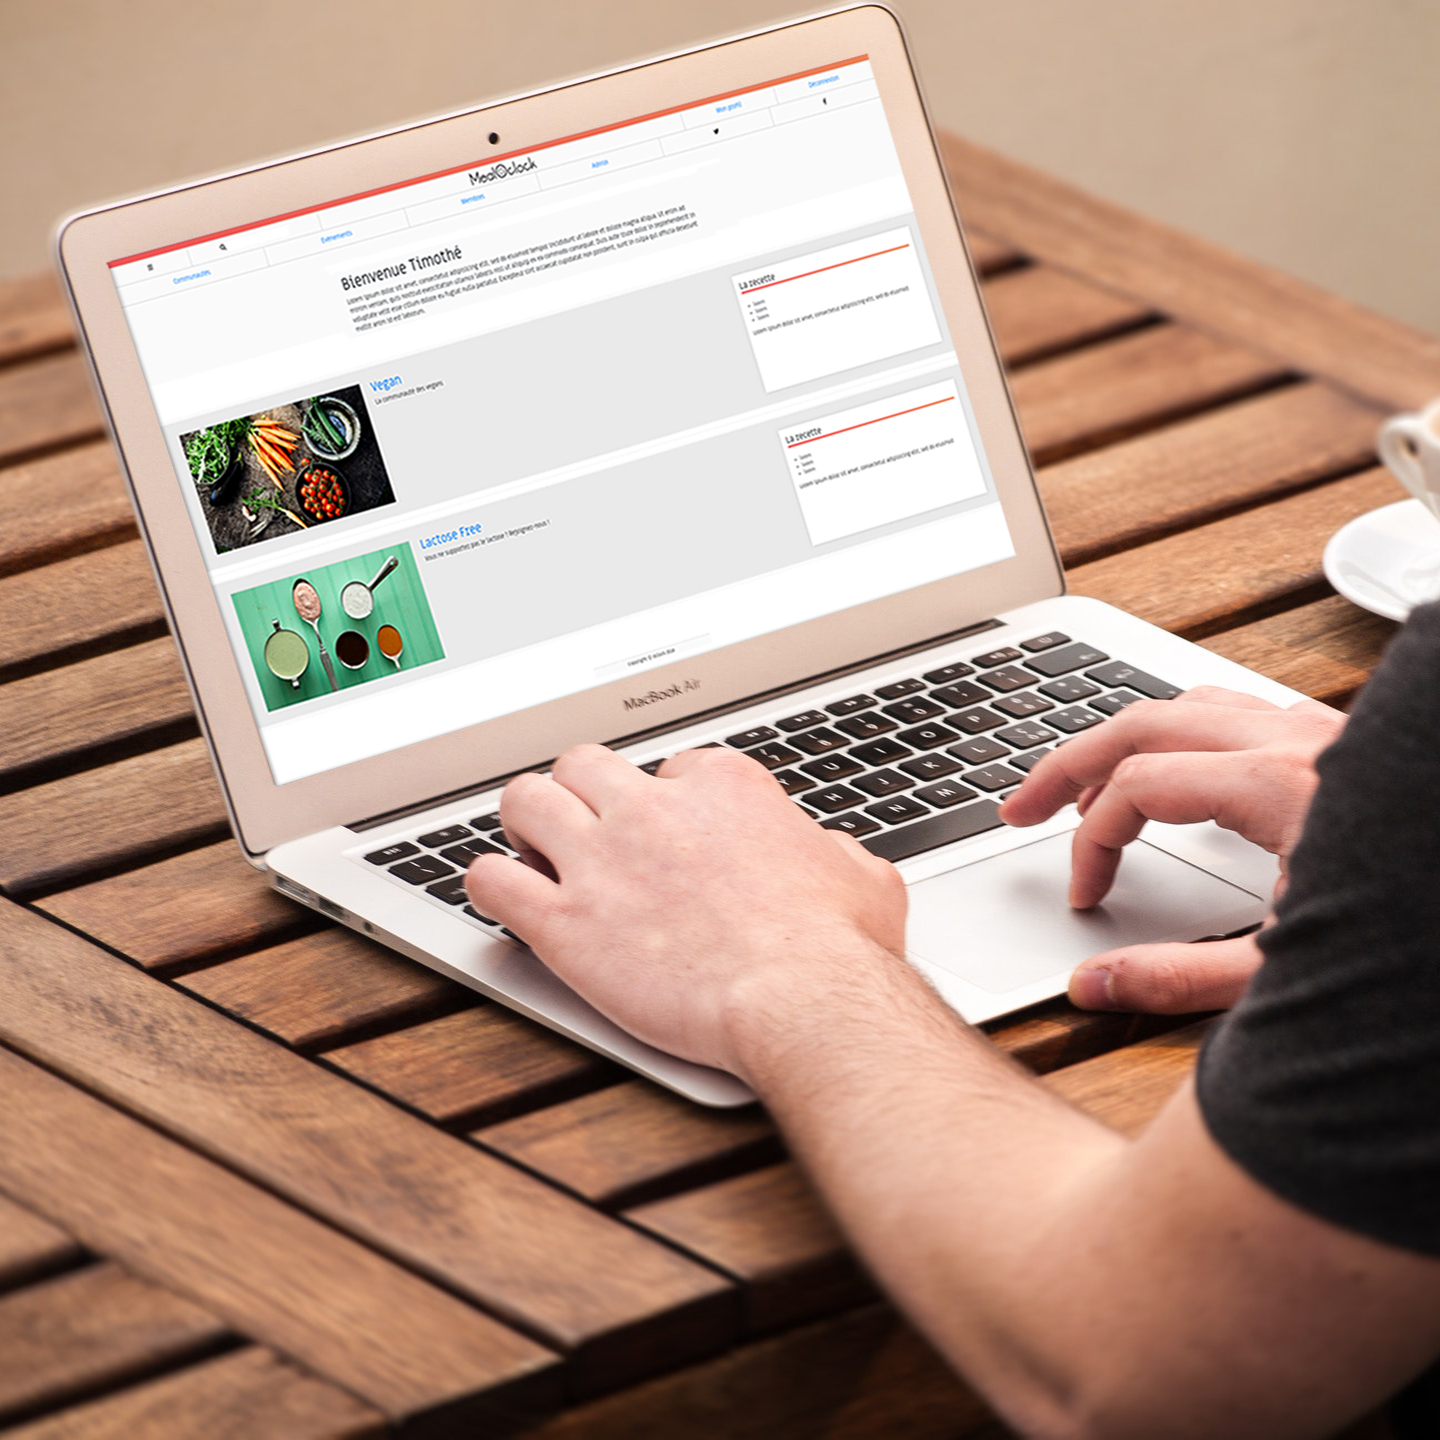 Mon profil
Déconnexion
MealOclock
Communautés
Evénements
Membres
Admin
Bienvenue Timothé
Lorem ipsum dolor sit amet, consectetur adipisicing elit, sed do eiusmod tempor incididunt ut labore et dolore magna aliqua. Ut enim ad
minim veniam, quis nostrud exercitation ullamco laboris nisi ut aliquip ex ea commodo consequat. Duis aute irure dolor in reprehenderit in
voluptate velit esse cillum dolore eu fugiat nulla pariatur. Excepteur sint occaecat cupidatat non proident, sunt in culpa qui officia deserunt
mollit anim id est laborum.
Vegan
La communauté des vegans
La recette
Lorem ipsum dolor sit amet, consectetur adipisicing elit, sed do eiusmod
Lactose Free
Vous ne supportez pas le lactose ? Rejoignez-nous !
La recette
Lorem ipsum dolor sit amet, consectetur adipisicing elit, sed do eiusmod
MacBook Air
Y U I O P
H J K L
B N M